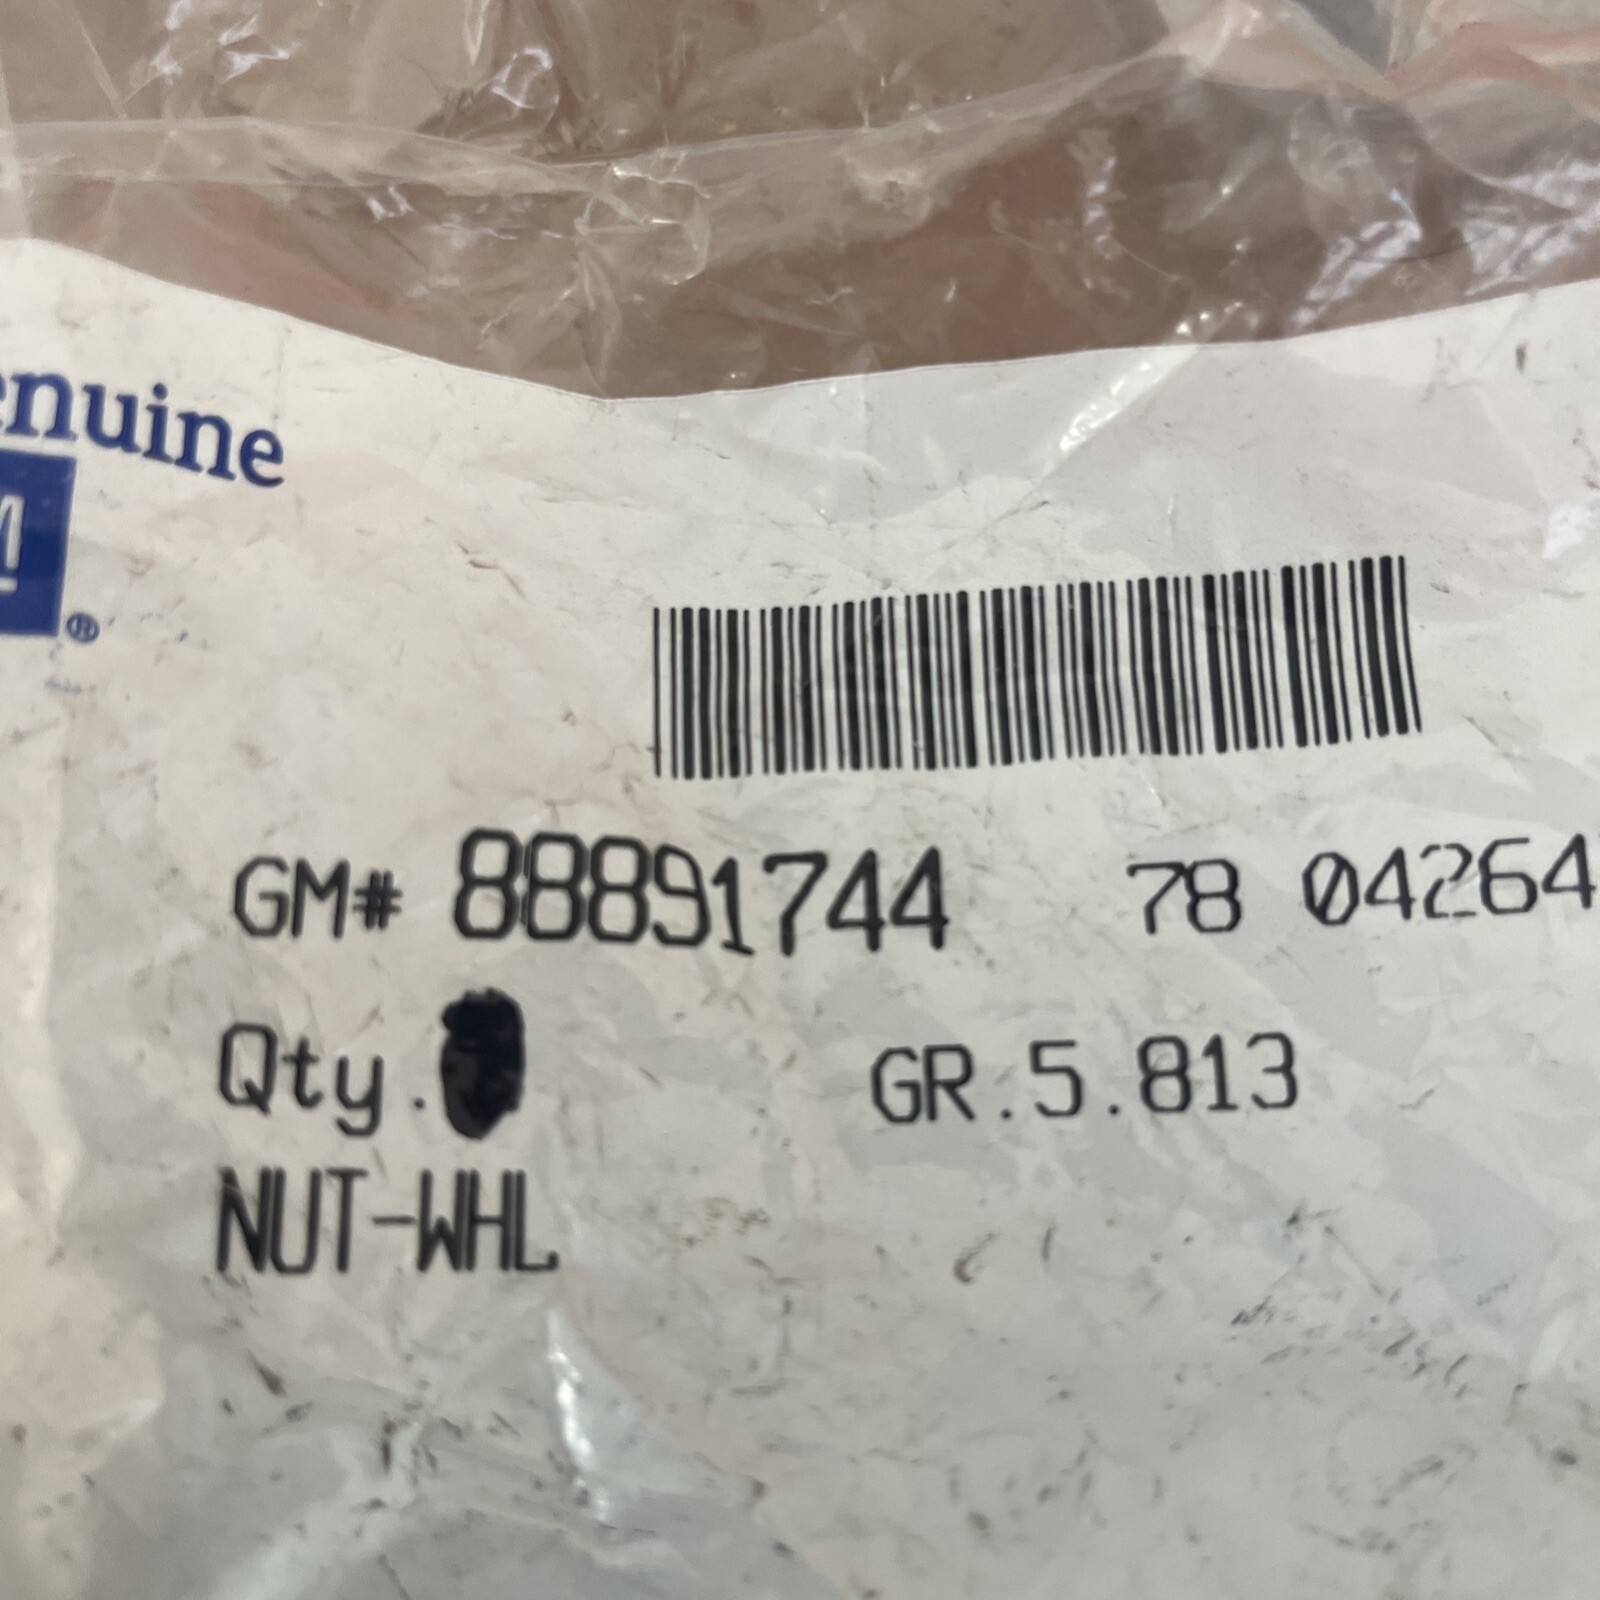 enuine
M
®
GM# 88891744 78 04264
Qty. GR.5.813
NUT-WHL